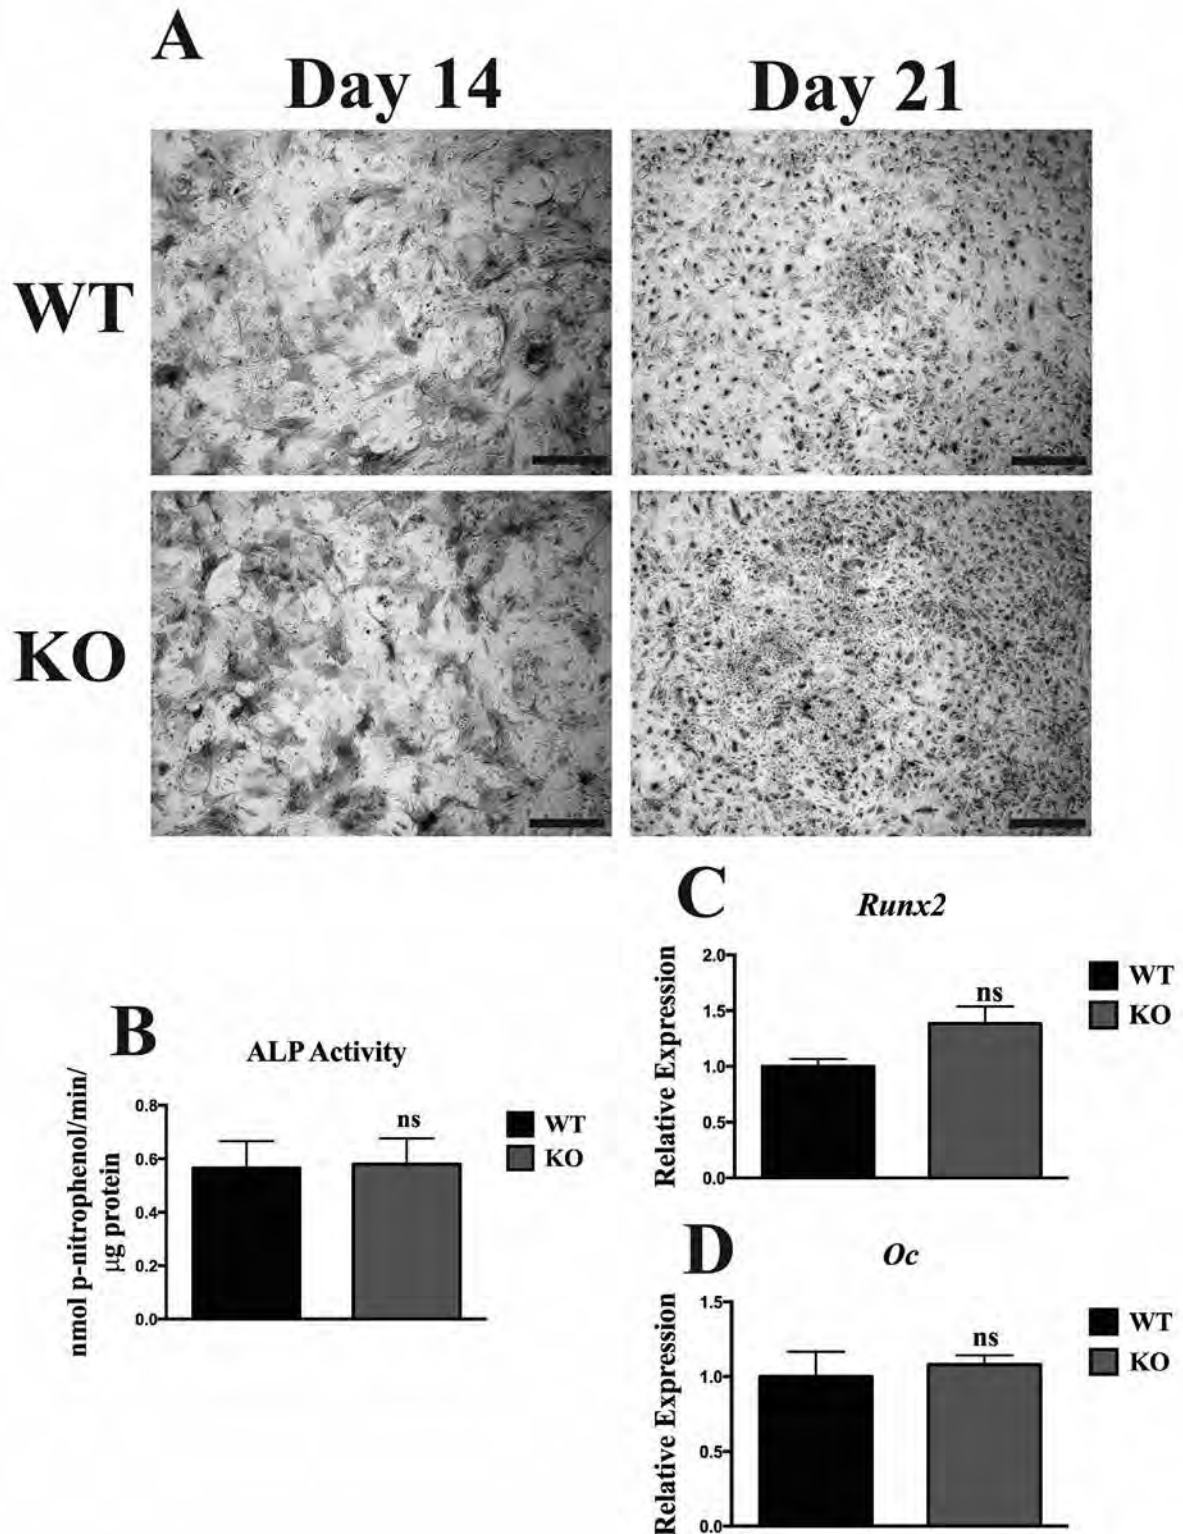 A
Day 14 Day 21
WT
KO
C
Runx2
2.0
1.5
1.0
0.5
0.0
Relative Expression
ns
WT
KO
B
ALP Activity
nmol p-nitrophenol/min/
μg protein
0.8
0.6
0.4
0.2
0.0
ns
WT
KO
D
Oc
1.5
1.0
0.5
0.0
Relative Expression
ns
WT
KO